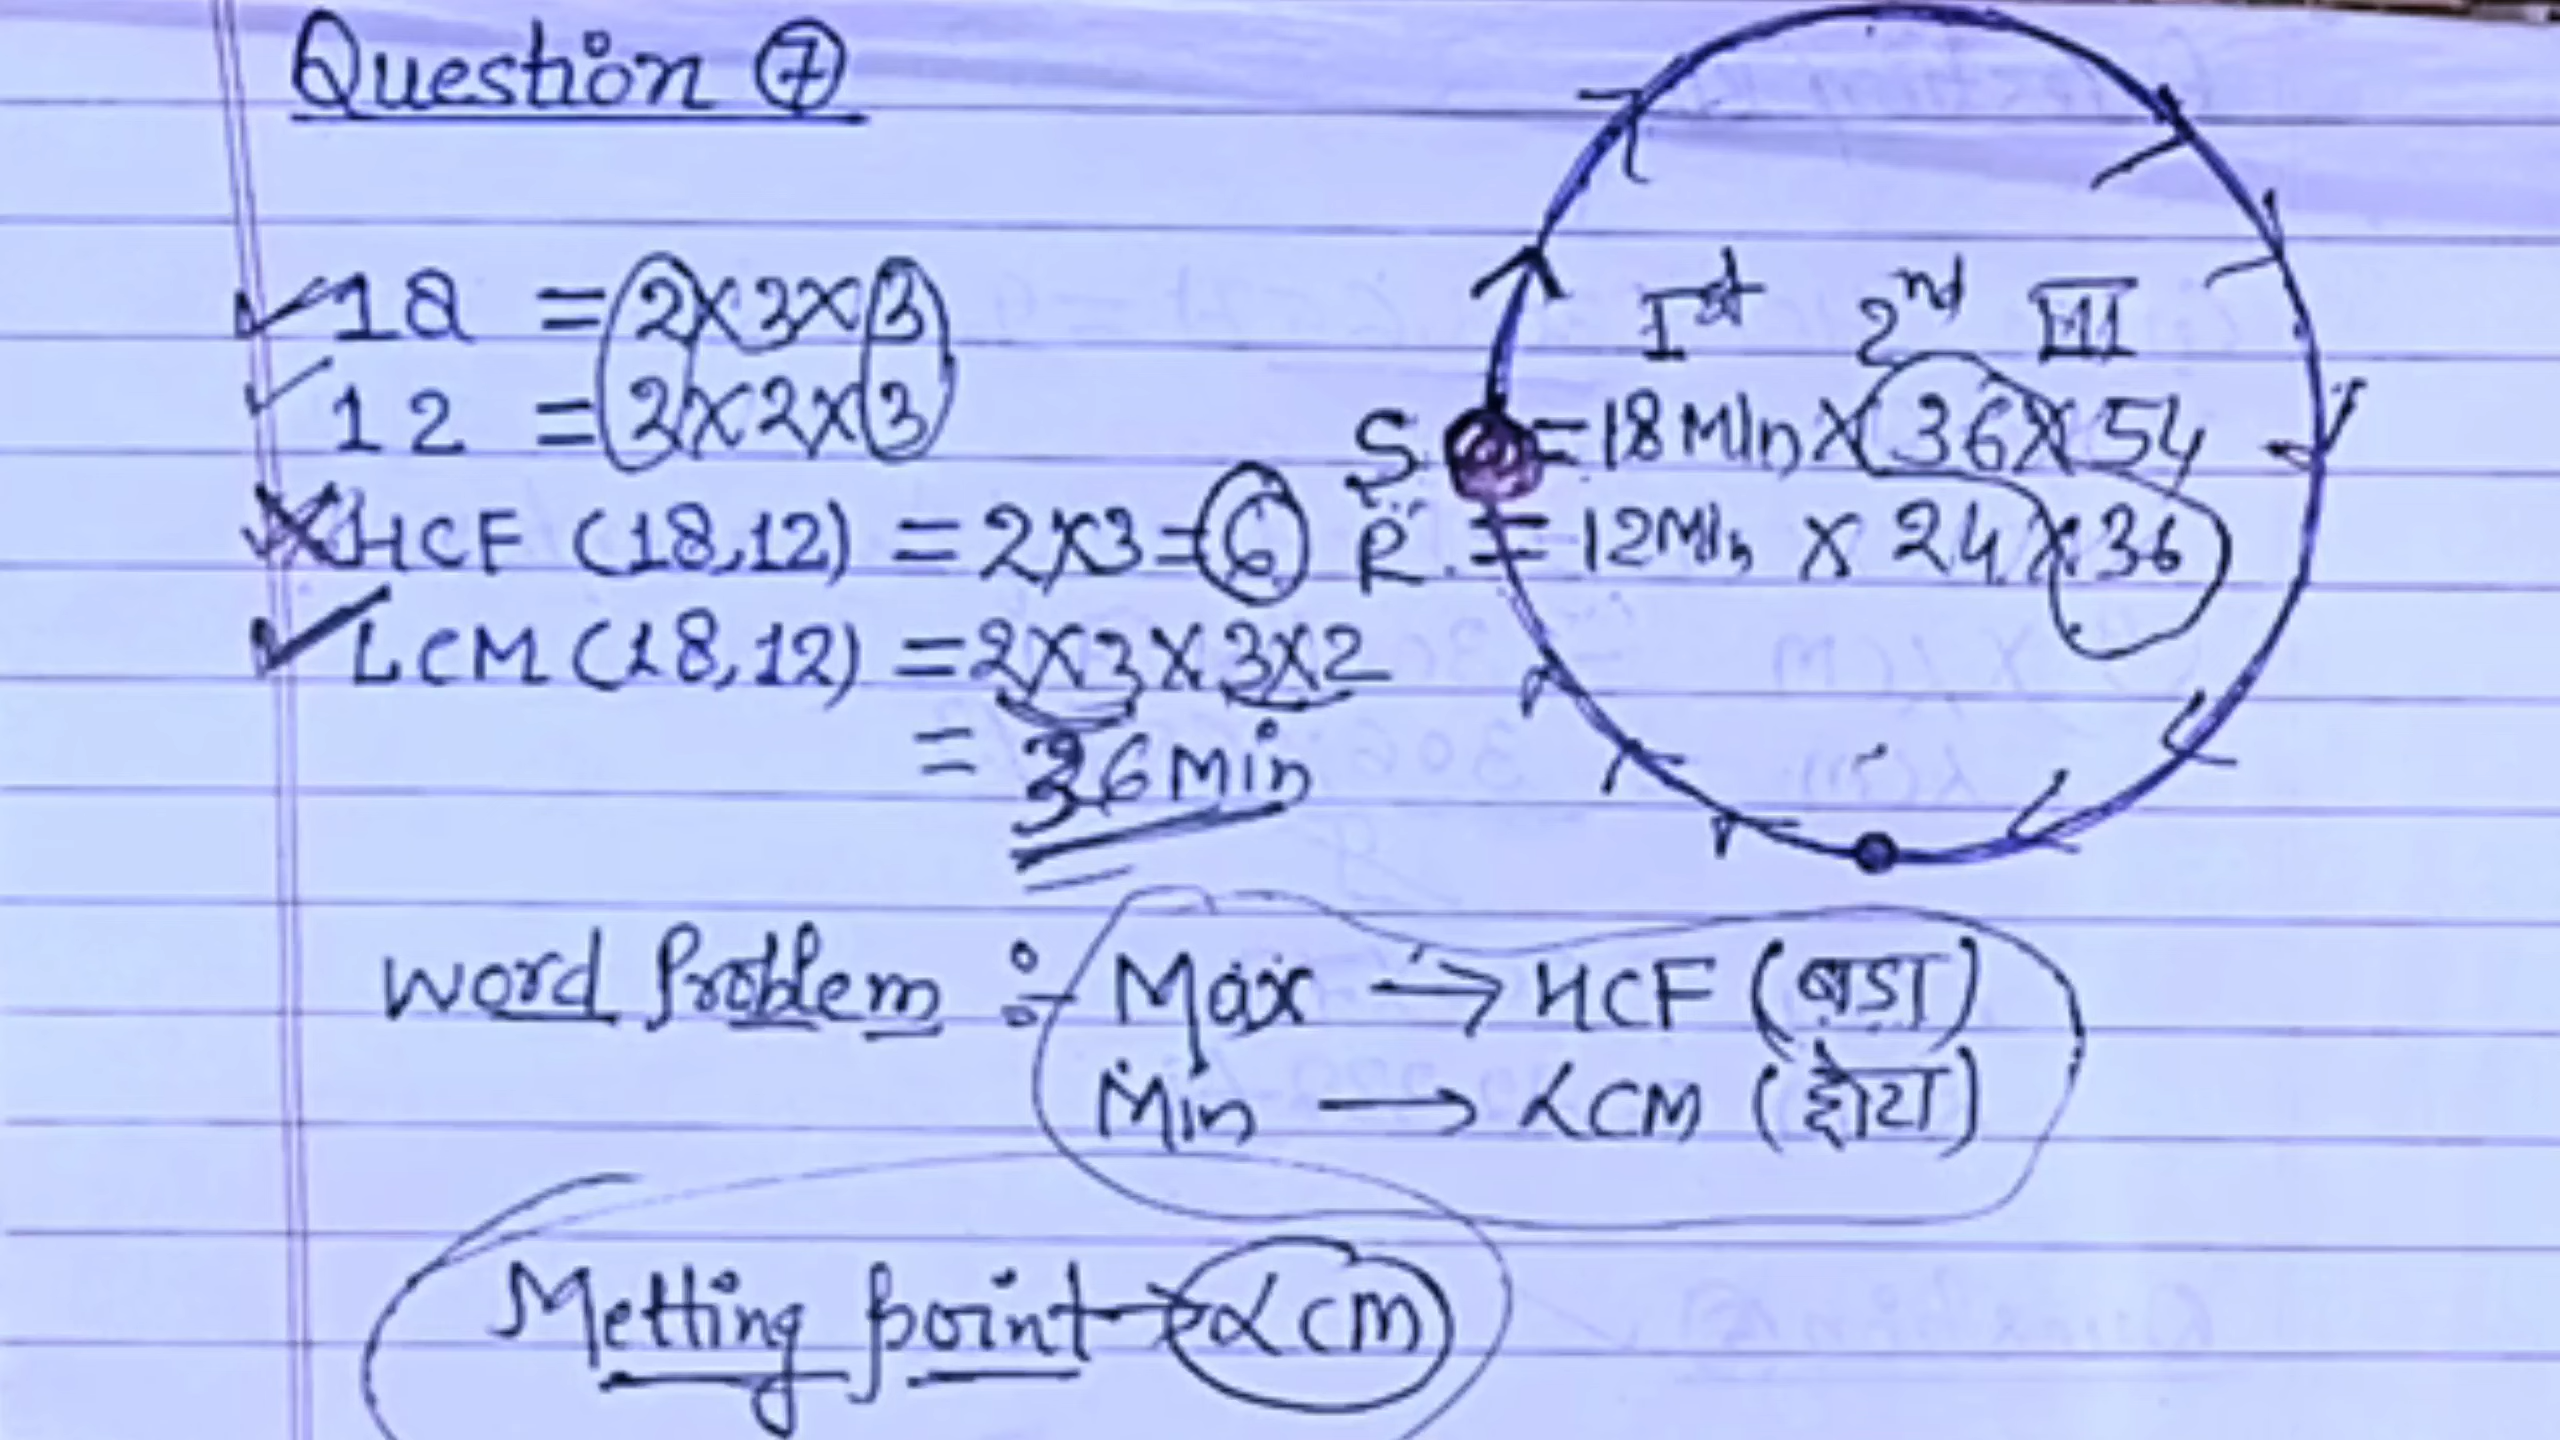 Question ⑦
18 = 2×3×3
12 = 2×2×3
HCF (18,12) = 2×3=6
LCM (18,12) = 2×3×3×2
= 36 Min
Ist 2nd III
S = 18 Min × 36 × 54
R. = 12 Min × 24 × 36
Word Problem :- Max → HCF (बड़ा)
Min → LCM (छोटा)
Metting point → LCM